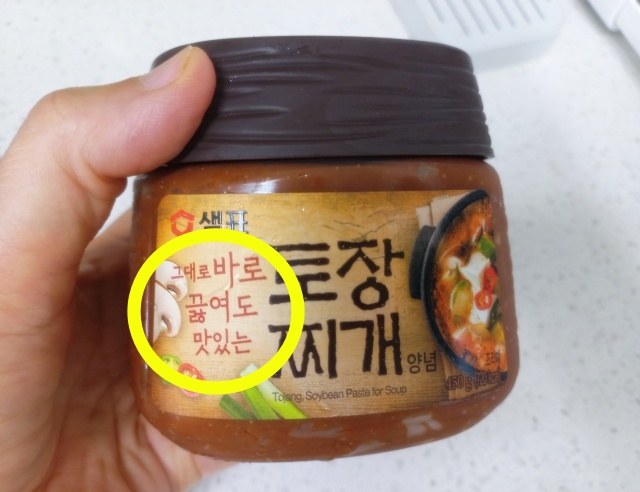 샘표
그대로 바로
끓여도
맛있는
토장
찌개
양념
Tojang, Soybean Paste for Soup
450 g